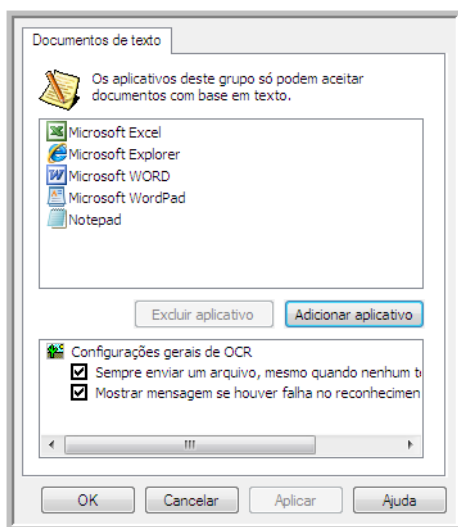 Documentos de texto
Os aplicativos deste grupo só podem aceitar
documentos com base em texto.
Microsoft Excel
Microsoft Explorer
Microsoft WORD
Microsoft WordPad
Notepad
Excluir aplicativo Adicionar aplicativo
Configurações gerais de OCR
Sempre enviar um arquivo, mesmo quando nenhum
Mostrar mensagem se houver falha no
OK Cancelar Aplicar Ajuda